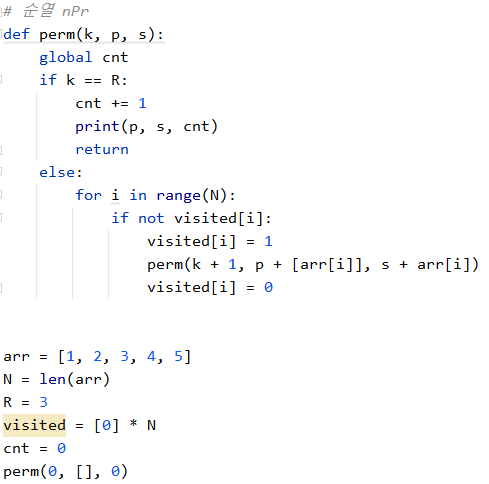 # 순열 nPr
def perm(k, p, s):
    global cnt
    if k == R:
        cnt += 1
        print(p, s, cnt)
        return
    else:
        for i in range(N):
            if not visited[i]:
                visited[i] = 1
                perm(k + 1, p + [arr[i]], s + arr[i])
                visited[i] = 0
arr = [1, 2, 3, 4, 5]
N = len(arr)
R = 3
visited = [0] * N
cnt = 0
perm(0, [], 0)